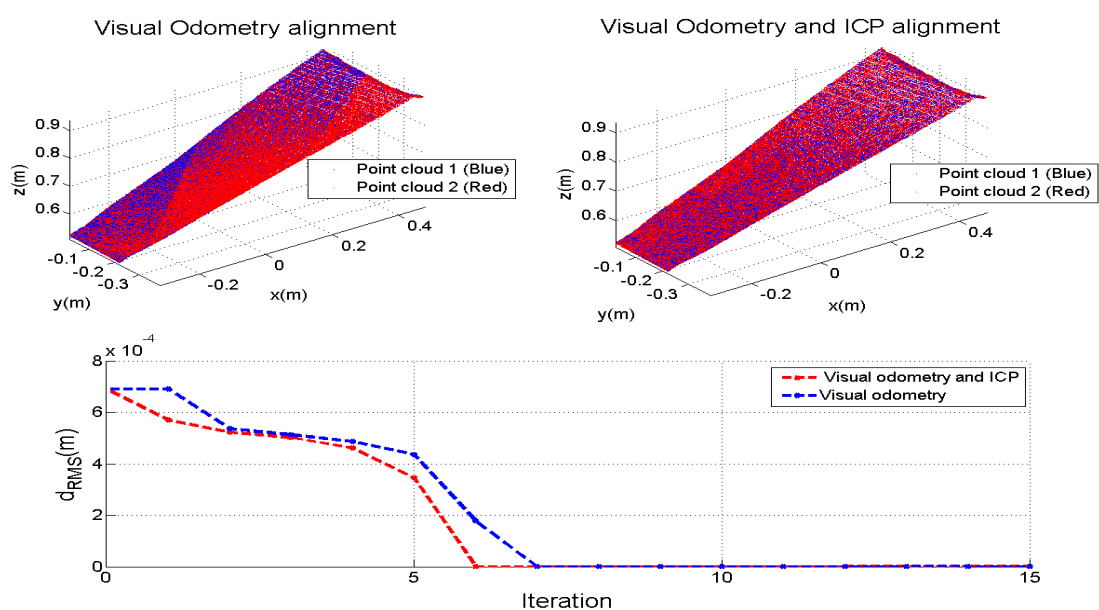 Visual Odometry alignment
0.9
0.8
0.7
0.6
z(m)
-0.1
-0.2
-0.3
y(m)
-0.2
0
0.2
0.4
x(m)
Point cloud 1 (Blue)
Point cloud 2 (Red)
Visual Odometry and ICP alignment
0.9
0.8
0.7
0.6
z(m)
-0.1
-0.2
-0.3
y(m)
-0.2
0
0.2
0.4
x(m)
Point cloud 1 (Blue)
Point cloud 2 (Red)
x 10⁻⁴
8
6
4
2
0
d_RMS(m)
Visual odometry and ICP
Visual odometry
0
5
10
15
Iteration